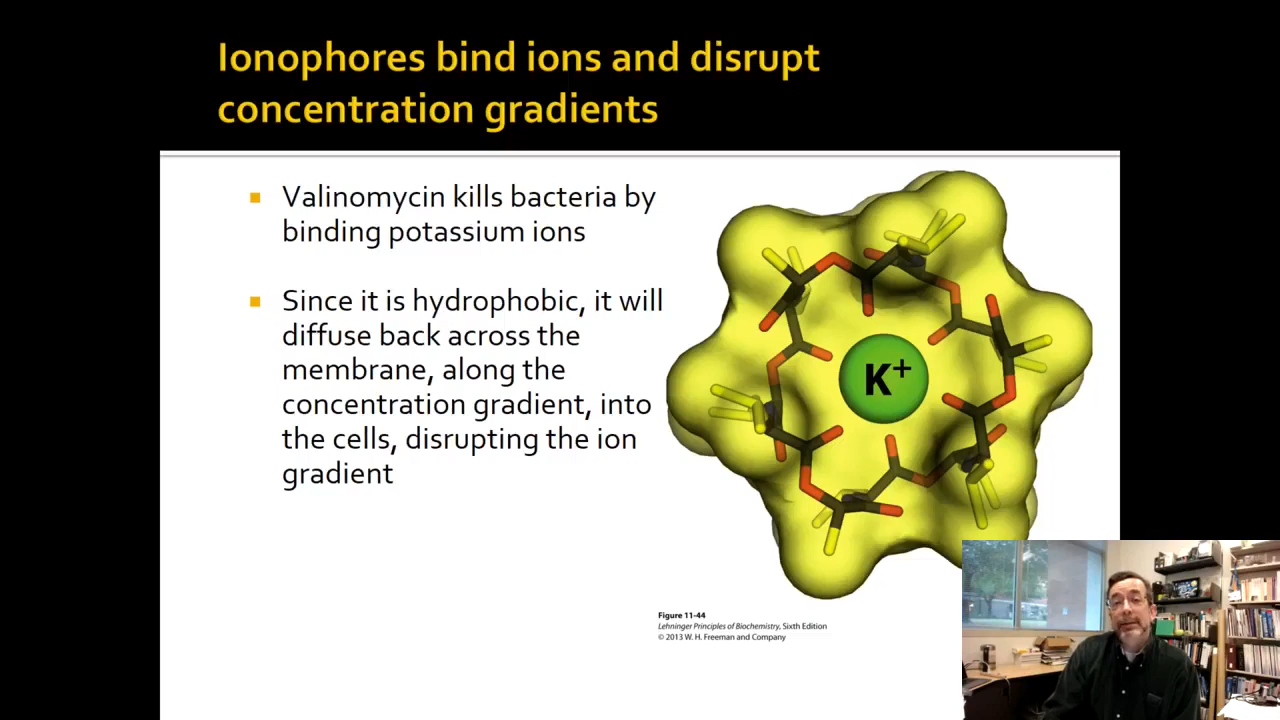 Ionophores bind ions and disrupt
concentration gradients
Valinomycin kills bacteria by
binding potassium ions
Since it is hydrophobic, it will
diffuse back across the
membrane, along the
concentration gradient, into
the cells, disrupting the ion
gradient
K+
Figure 11-44
Lehninger Principles of Biochemistry, Sixth Edition
© 2013 W. H. Freeman and Company